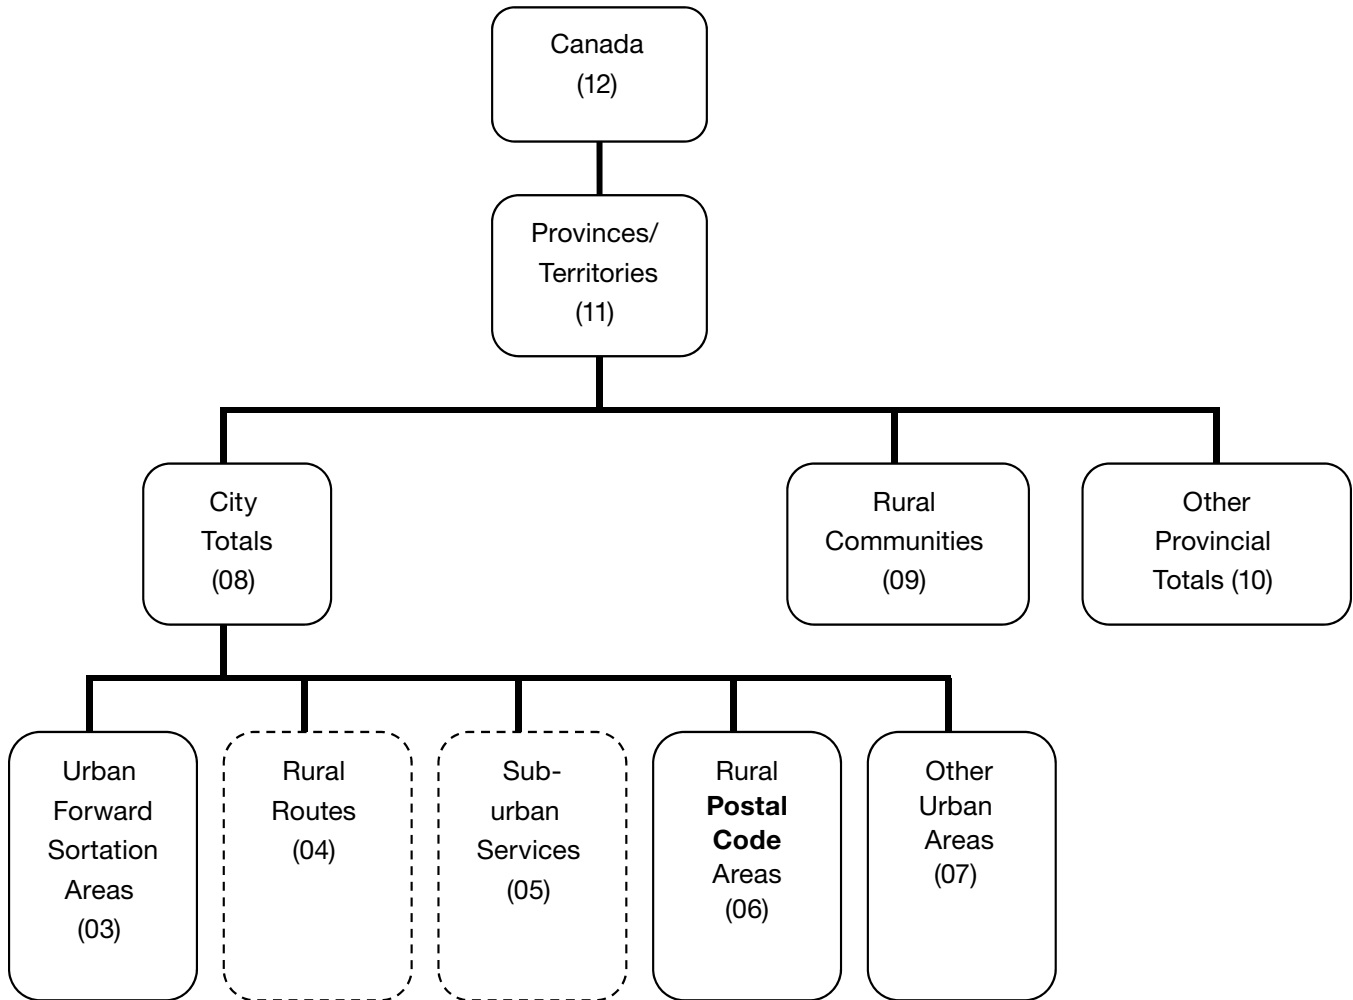 Canada
(12)
Provinces/
Territories
(11)
City
Totals
(08)
Rural
Communities
(09)
Other
Provincial
Totals (10)
Urban
Forward
Sortation
Areas
(03)
Rural
Routes
(04)
Sub-
urban
Services
(05)
Rural
Postal
Code
Areas
(06)
Other
Urban
Areas
(07)